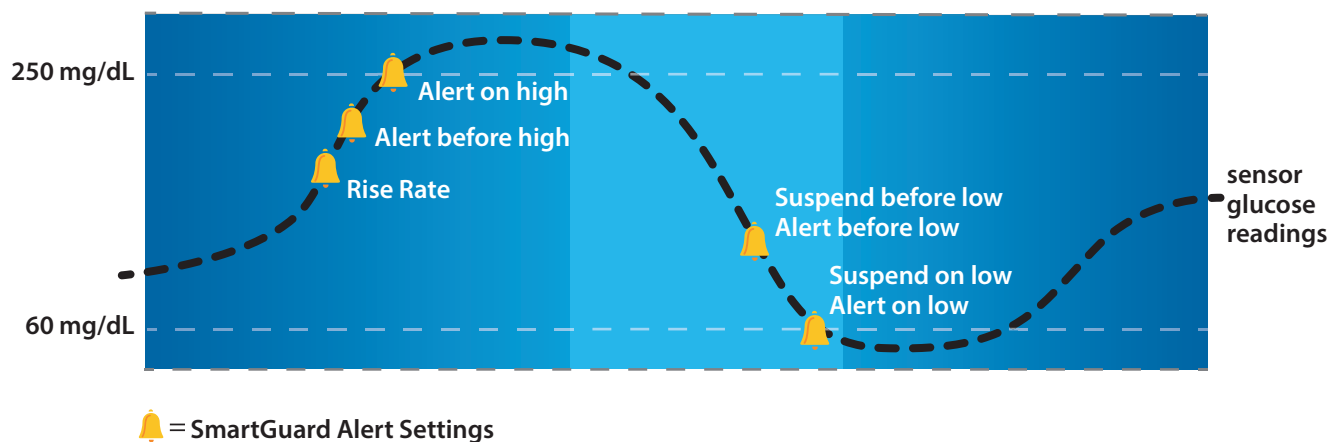 250 mg/dL
Alert on high
Alert before high
Rise Rate
Suspend before low
Alert before low
sensor
glucose
readings
Suspend on low
Alert on low
60 mg/dL
= SmartGuard Alert Settings